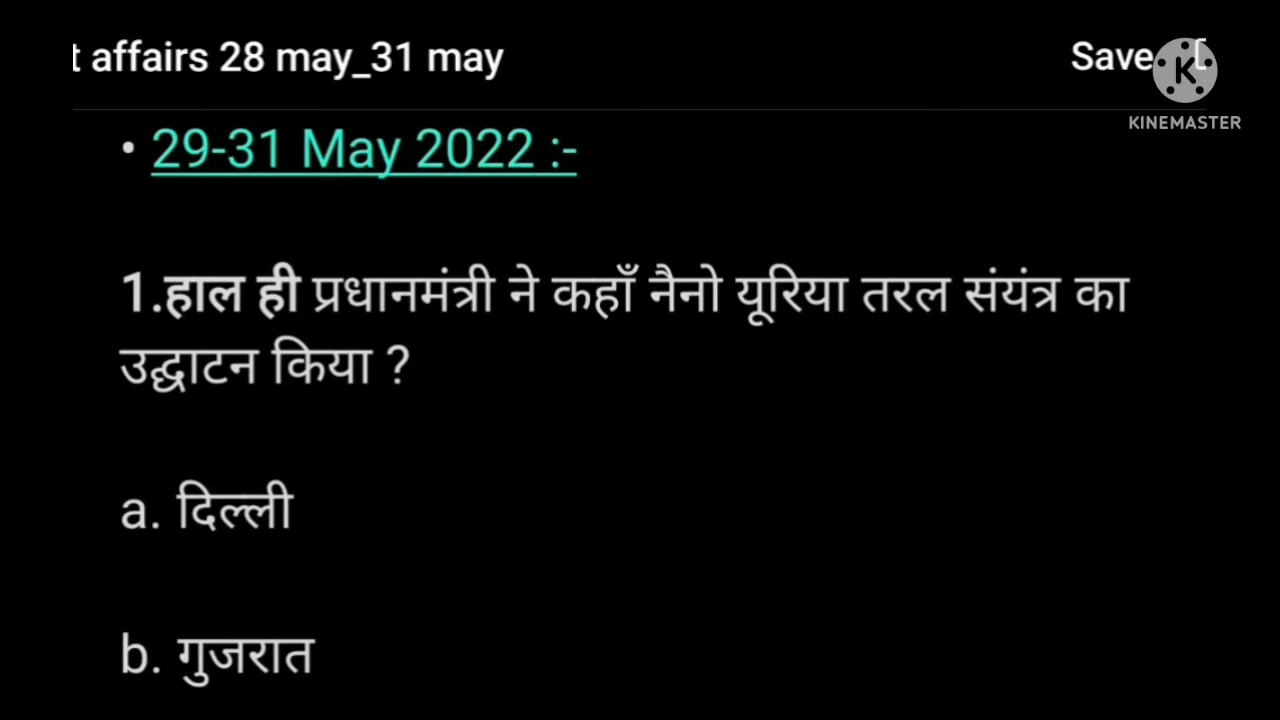 t affairs 28 may_31 may
Save
K
KINEMASTER
• 29-31 May 2022 :-
1.हाल ही प्रधानमंत्री ने कहाँ नैनो यूरिया तरल संयंत्र का
उद्घाटन किया ?
a. दिल्ली
b. गुजरात